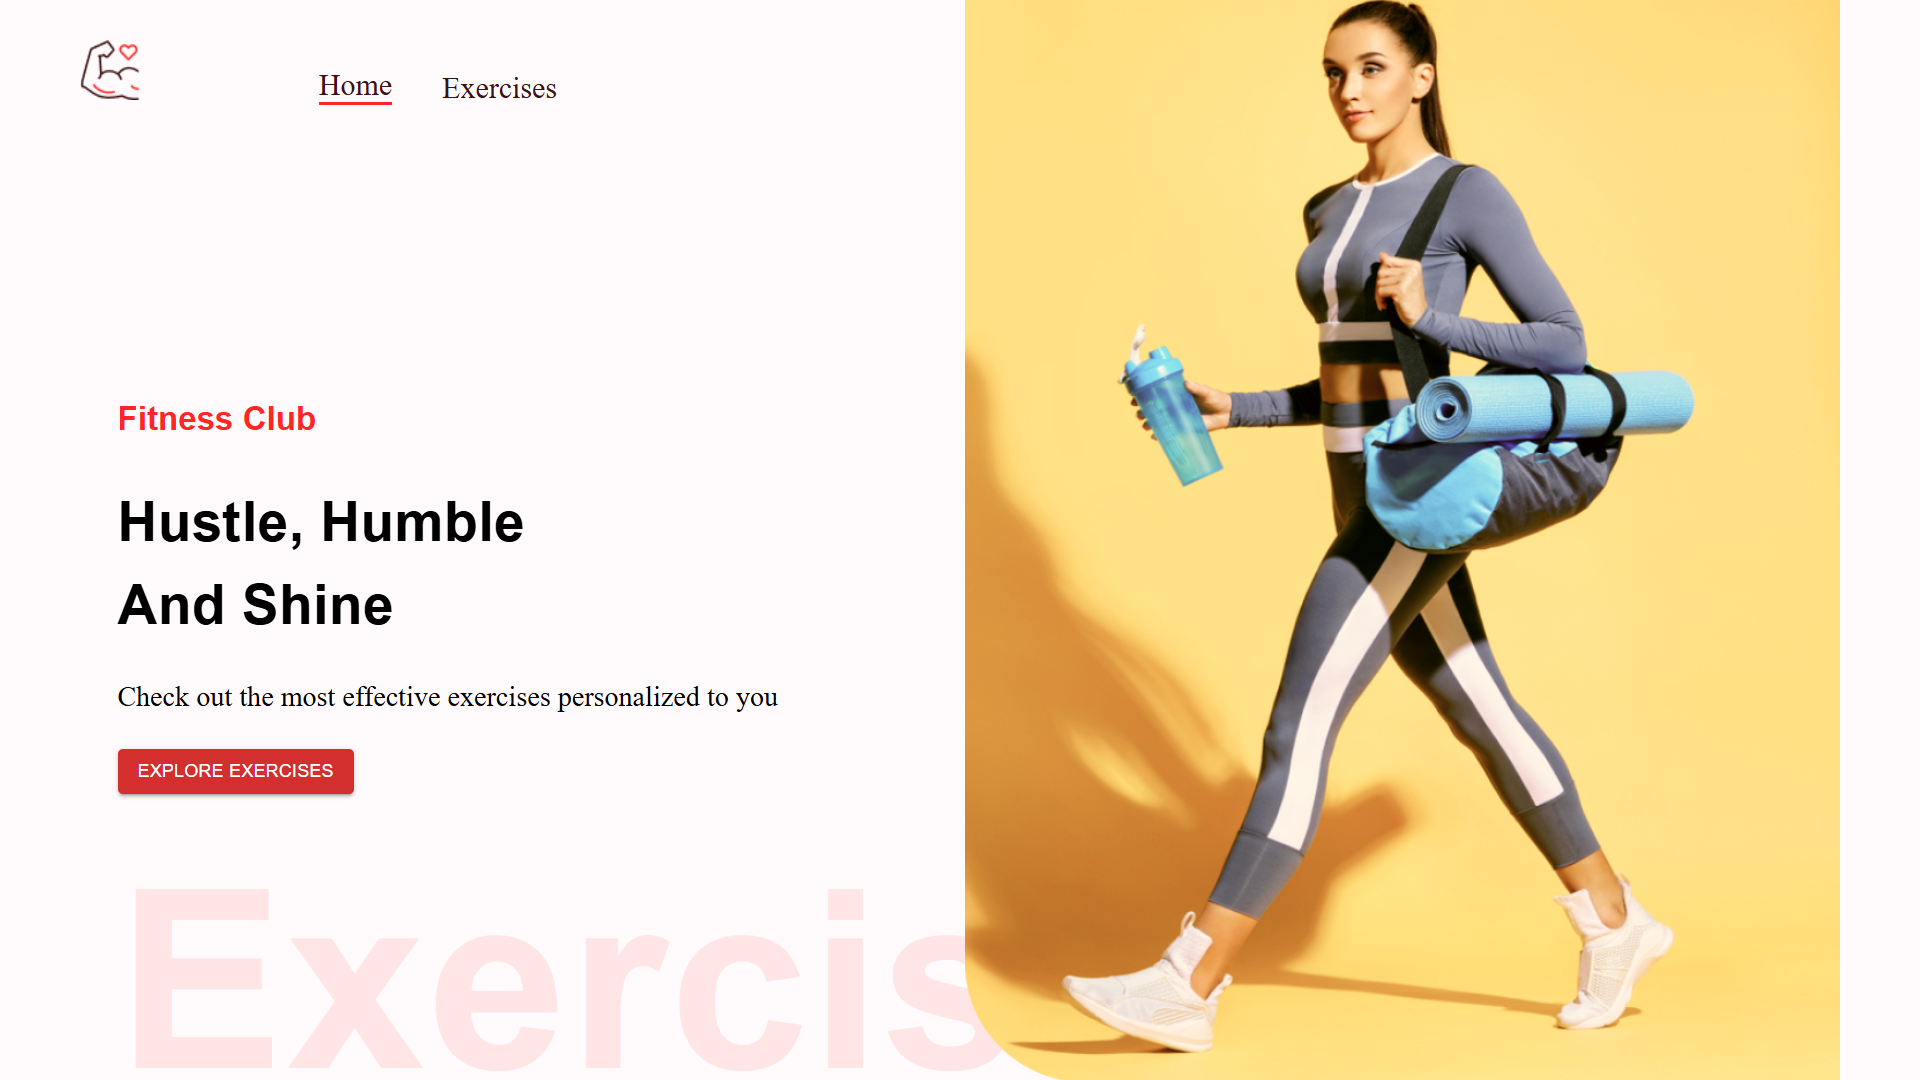 Home Exercises
Fitness Club
Hustle, Humble
And Shine
Check out the most effective exercises personalized to you
EXPLORE EXERCISES
Exercis